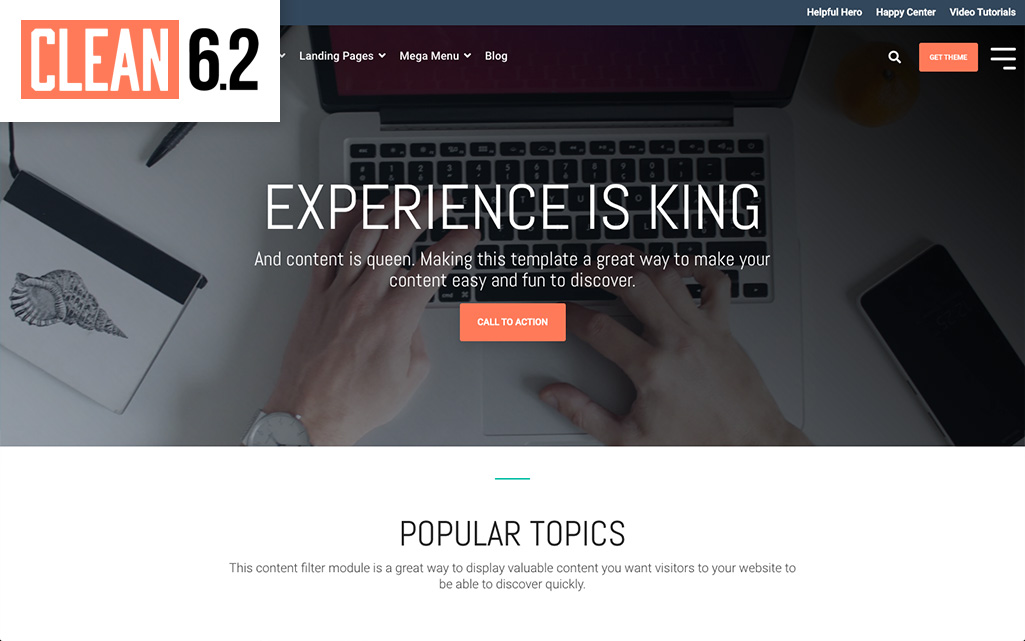 Helpful Hero Happy Center Video Tutorials
CLEAN 6.2
Landing Pages Mega Menu Blog
GET THEME
EXPERIENCE IS KING
And content is queen. Making this template a great way to make your
content easy and fun to discover.
CALL TO ACTION
POPULAR TOPICS
This content filter module is a great way to display valuable content you want visitors to your website to
be able to discover quickly.